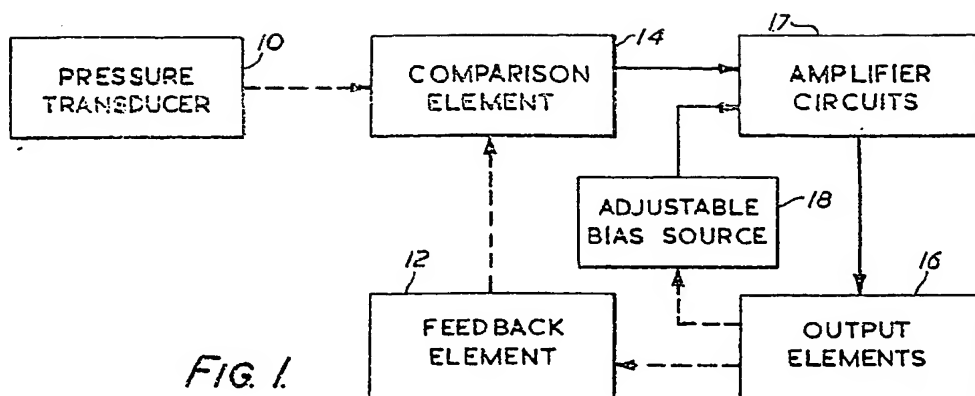 10
PRESSURE
TRANSDUCER
14
COMPARISON
ELEMENT
17
AMPLIFIER
CIRCUITS
ADJUSTABLE
BIAS SOURCE
18
12
FEEDBACK
ELEMENT
16
OUTPUT
ELEMENTS
FIG. 1.